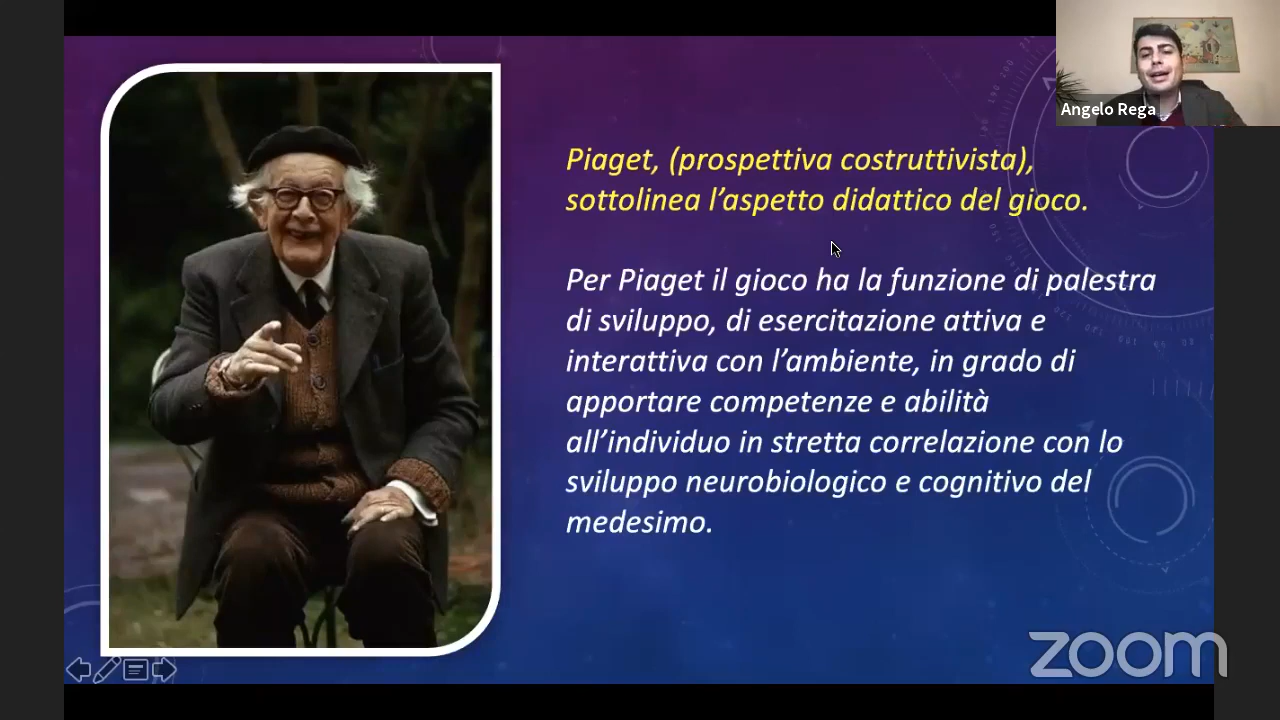 Angelo Rega
Piaget, (prospettiva costruttivista),
sottolinea l’aspetto didattico del gioco.
Per Piaget il gioco ha la funzione di palestra
di sviluppo, di esercitazione attiva e
interattiva con l’ambiente, in grado di
apportare competenze e abilità
all’individuo in stretta correlazione con lo
sviluppo neurobiologico e cognitivo del
medesimo.
zoom